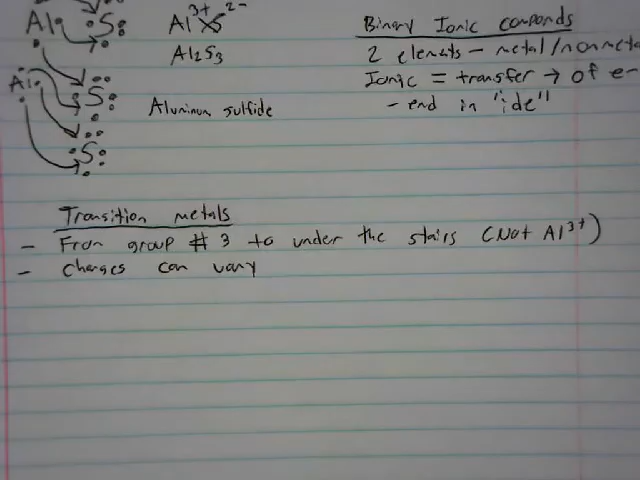 Al S Al³⁺ S²⁻ Binary Ionic componds
Al₂S₃ 2 elements - metal/nonmeta
Al S Ionic = transfer → of e-
Aluminum sulfide - end in "ide"
S
Transition metals
- From group # 3 to under the stairs (Not Al³⁺)
- Charges can vary